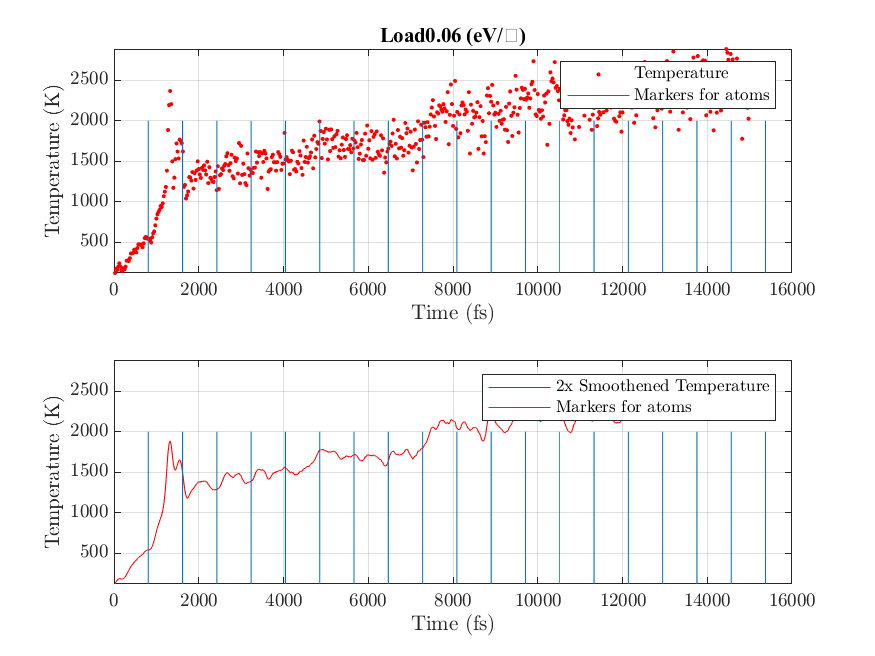 Load0.06 (eV/□)
Temperature (K)
2500
2000
1500
1000
500
Temperature
Markers for atoms
0 2000 4000 6000 8000 10000 12000 14000 16000
Time (fs)
Temperature (K)
2500
2000
1500
1000
500
2x Smoothened Temperature
Markers for atoms
0 2000 4000 6000 8000 10000 12000 14000 16000
Time (fs)